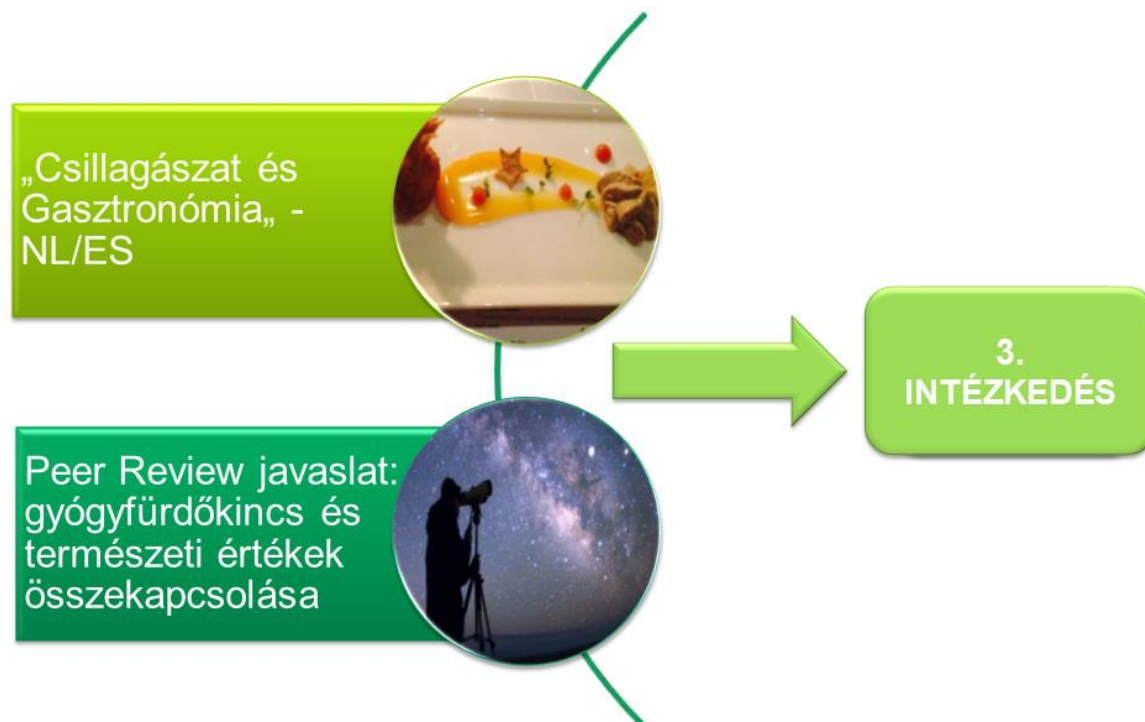 „Csillagászat és
Gasztronómia„ -
NL/ES
Peer Review javaslat:
gyógyfürdőkincs és
természeti értékek
összekapcsolása
3.
INTÉZKEDÉS